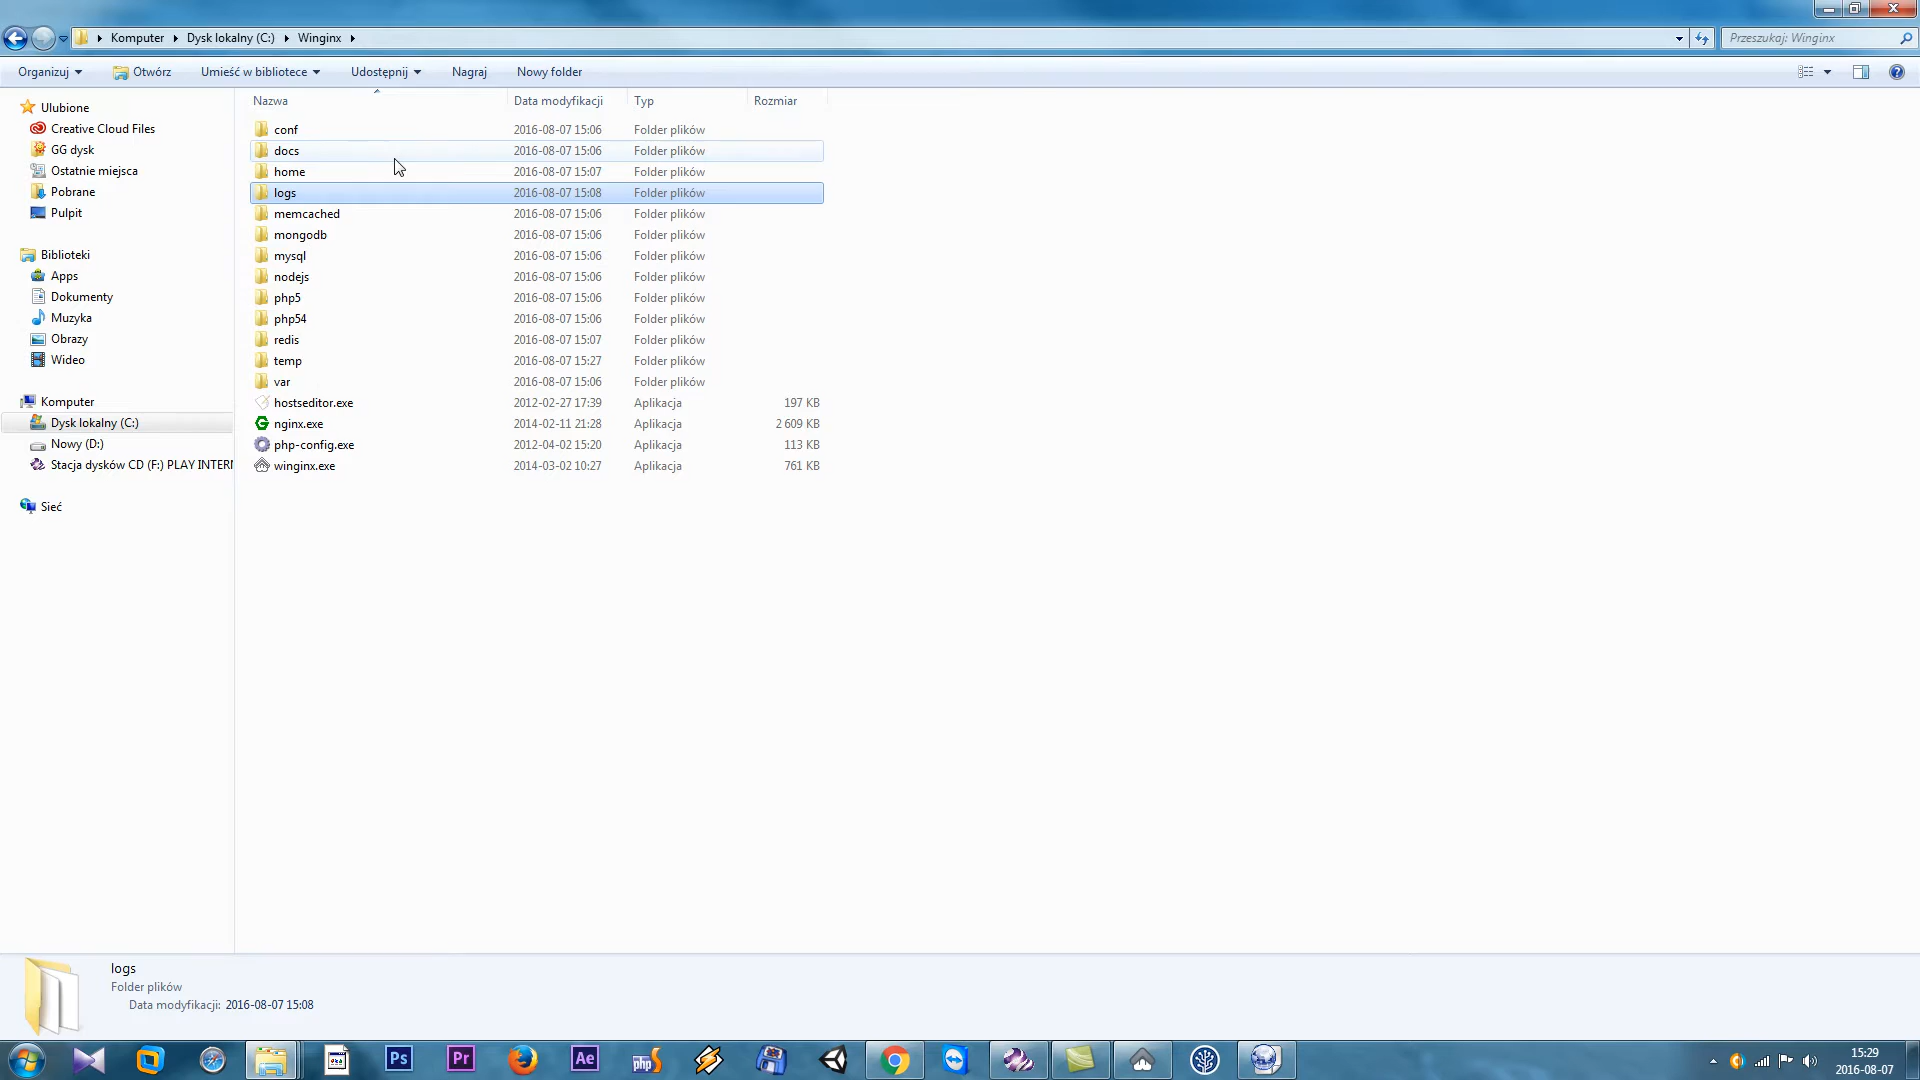 Komputer Dysk lokalny (C:) Winginx
Przeszukaj: Winginx
Organizuj Otwórz Umieść w bibliotece Udostępnij Nagraj Nowy folder
Ulubione
Creative Cloud Files
GG dysk
Ostatnie miejsca
Pobrane
Pulpit
Biblioteki
Apps
Dokumenty
Muzyka
Obrazy
Wideo
Komputer
Dysk lokalny (C:)
Nowy (D:)
Stacja dysków CD (F:) PLAY INTERN
Sieć
Nazwa Data modyfikacji Typ Rozmiar
conf 2016-08-07 15:06 Folder plików
docs 2016-08-07 15:06 Folder plików
home 2016-08-07 15:07 Folder plików
logs 2016-08-07 15:08 Folder plików
memcached 2016-08-07 15:06 Folder plików
mongodb 2016-08-07 15:06 Folder plików
mysql 2016-08-07 15:06 Folder plików
nodejs 2016-08-07 15:06 Folder plików
php5 2016-08-07 15:06 Folder plików
php54 2016-08-07 15:06 Folder plików
redis 2016-08-07 15:07 Folder plików
temp 2016-08-07 15:27 Folder plików
var 2016-08-07 15:06 Folder plików
hostseditor.exe 2012-02-27 17:39 Aplikacja 197 KB
nginx.exe 2014-02-11 21:28 Aplikacja 2 609 KB
php-config.exe 2012-04-02 15:20 Aplikacja 113 KB
winginx.exe 2014-03-02 10:27 Aplikacja 761 KB
logs
Folder plików
Data modyfikacji: 2016-08-07 15:08
Ps Pr Ae php
15:29
2016-08-07